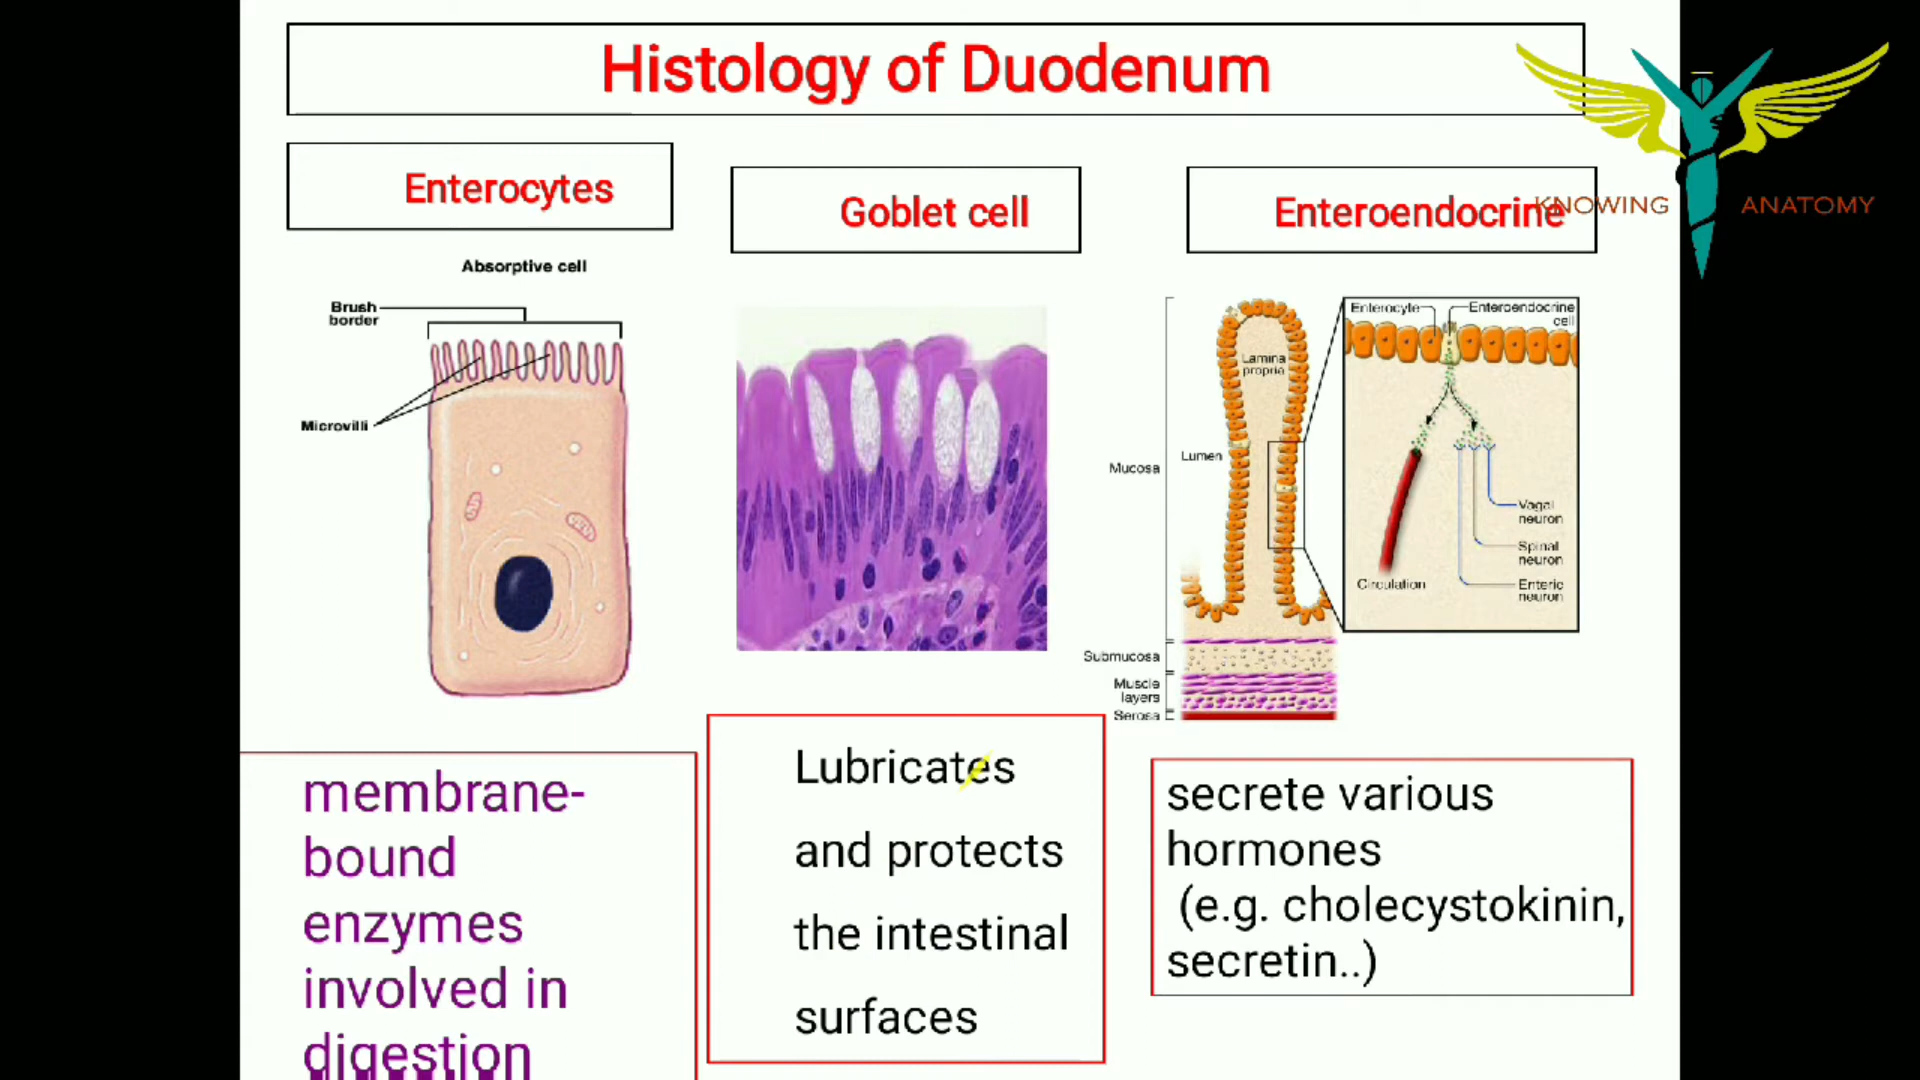 Histology of Duodenum
KNOWING ANATOMY
Enterocytes
Absorptive cell
Brush
border
Microvilli
membrane-
bound
enzymes
involved in
digestion
Goblet cell
Lubricates
and protects
the intestinal
surfaces
Enteroendocrine
Enterocyte
Enteroendocrine
cell
Lamina
propria
Mucosa
Lumen
Vagal
neuron
Spinal
neuron
Circulation
Enteric
neuron
Submucosa
Muscle
layers
Serosa
secrete various
hormones
(e.g. cholecystokinin,
secretin..)